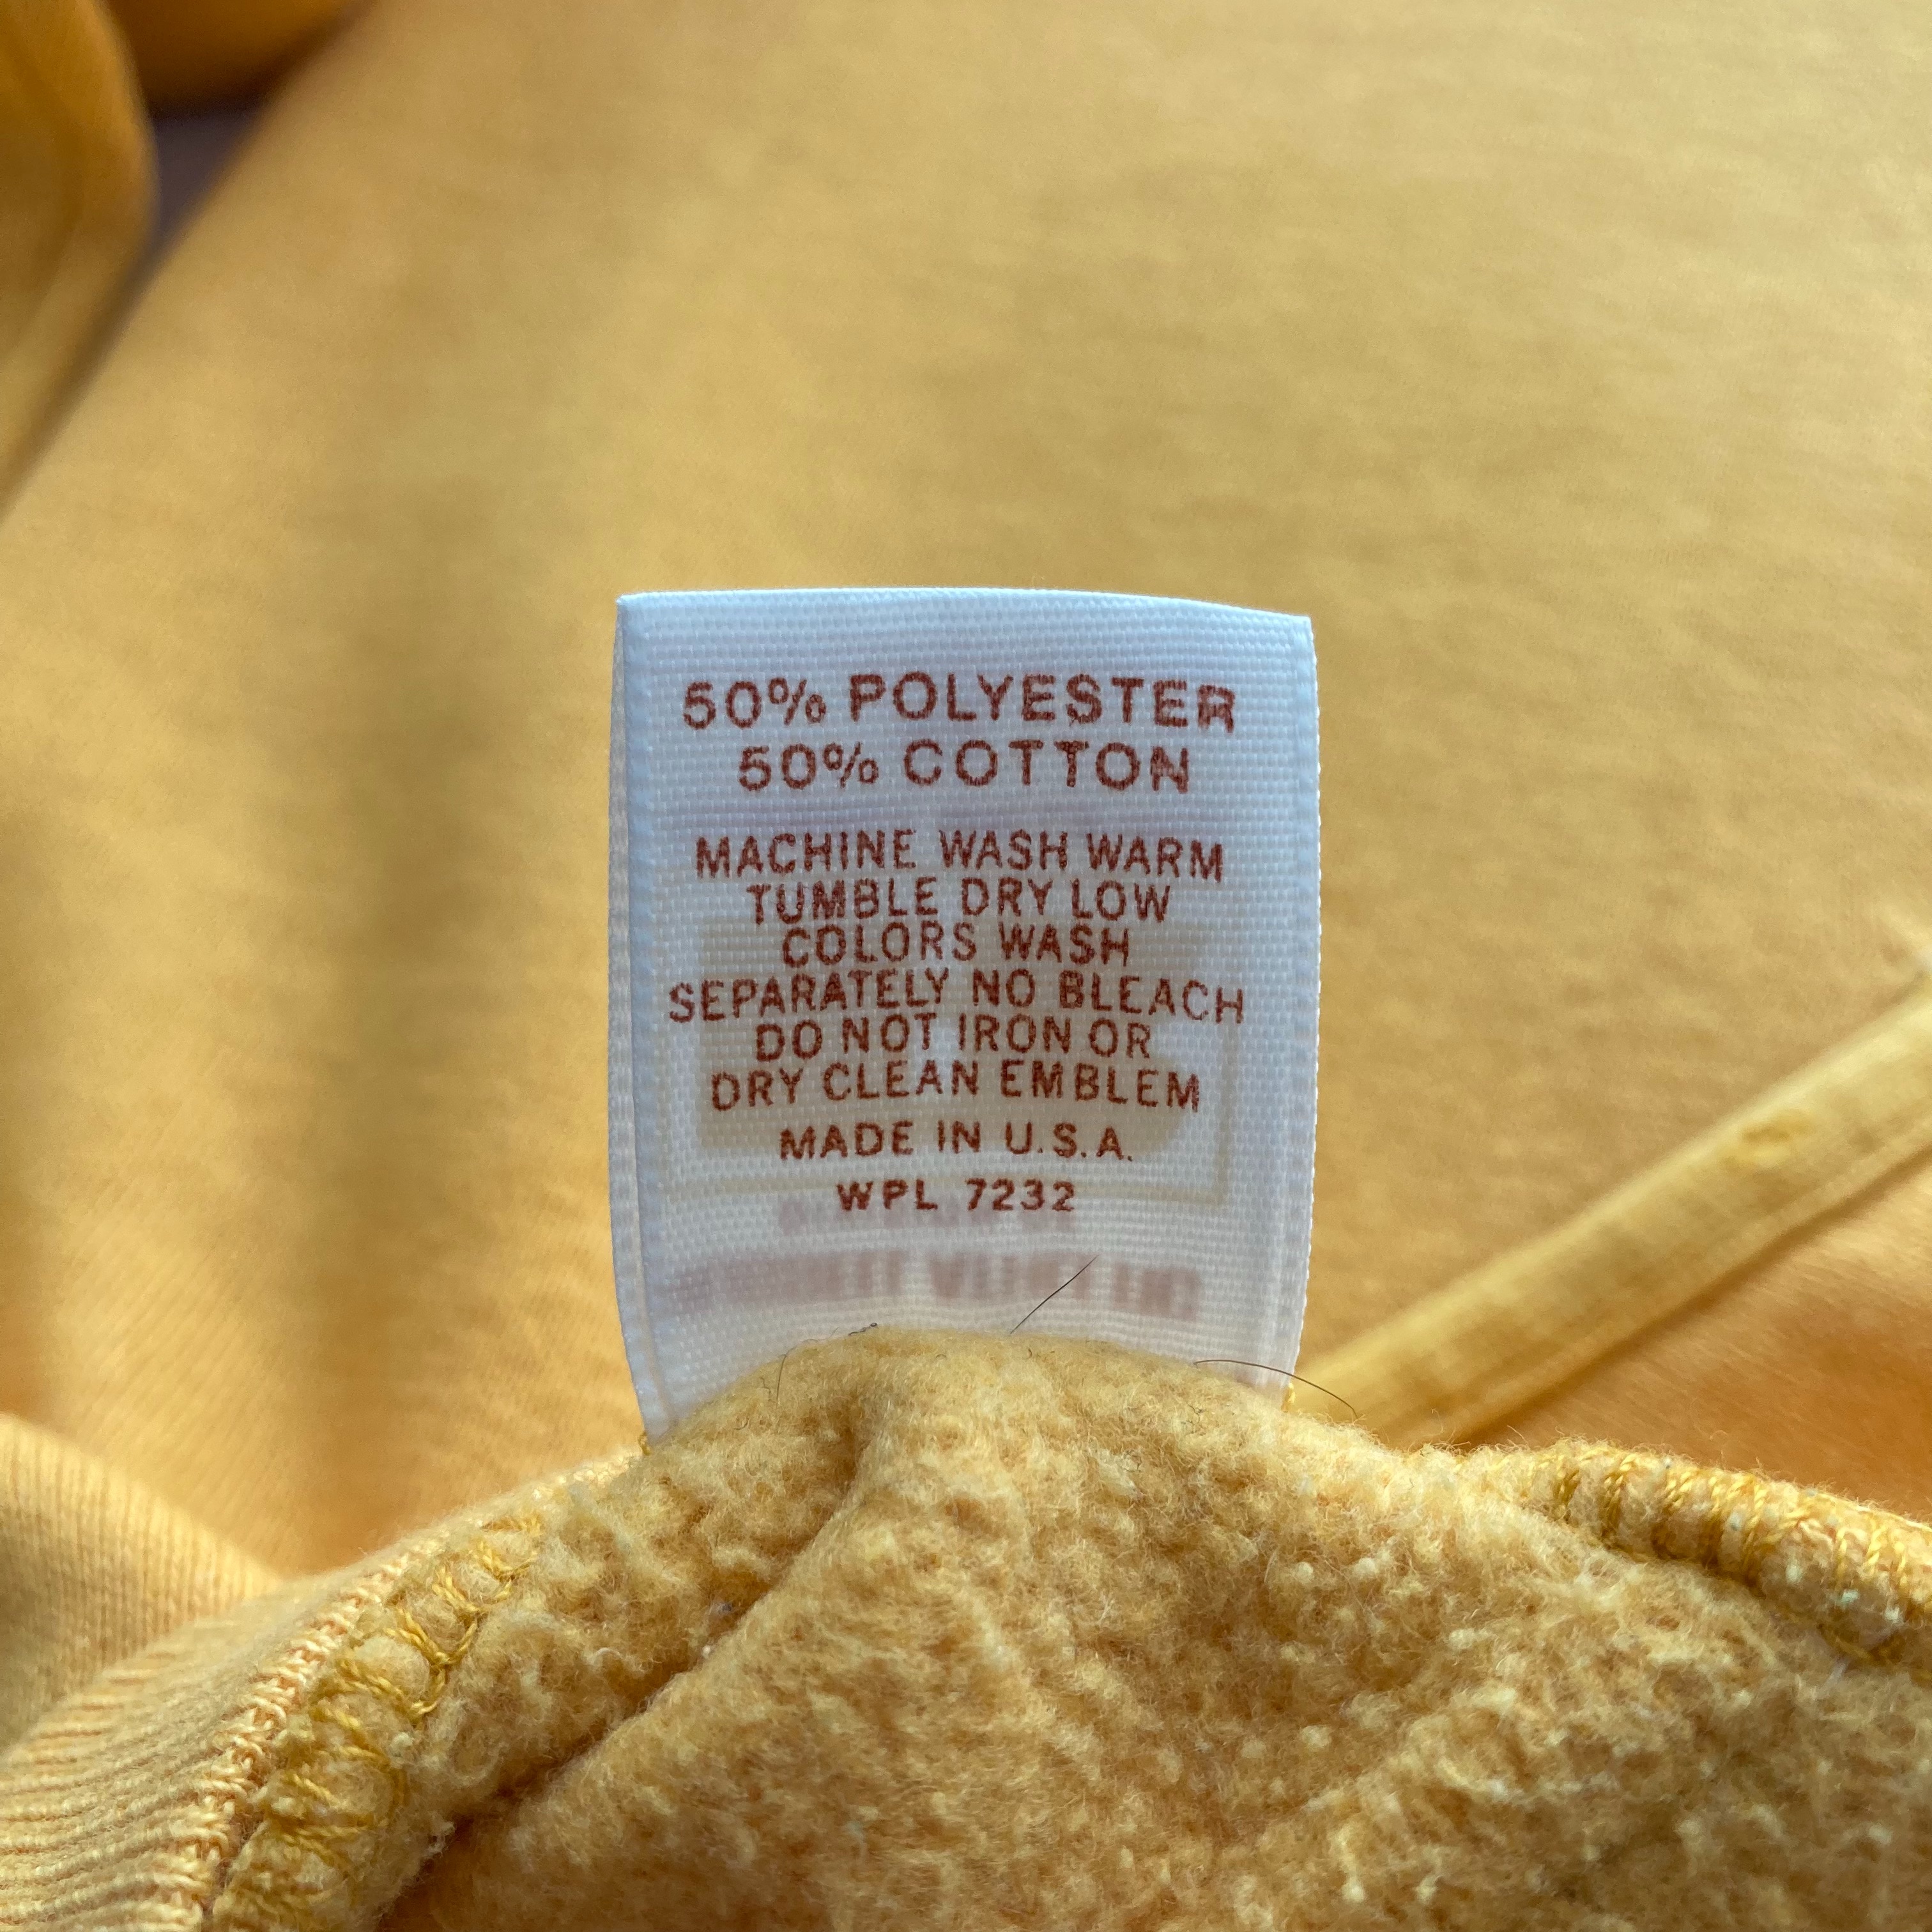 50% POLYESTER
50% COTTON
MACHINE WASH WARM
TUMBLE DRY LOW
COLORS WASH
SEPARATELY NO BLEACH
DO NOT IRON OR
DRY CLEAN EMBLEM
MADE IN U.S.A.
WPL 7232